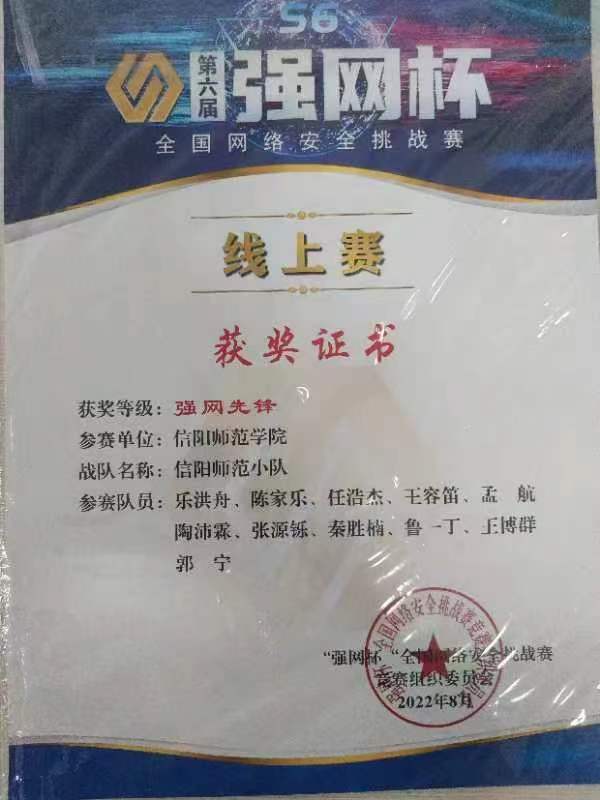 S6
第六届
强网杯
全国网络安全挑战赛
线上赛
获奖证书
获奖等级：强网先锋
参赛单位：信阳师范学院
战队名称：信阳师范小队
参赛队员：乐洪舟、陈家乐、任浩杰、王容笛、孟 航
陶沛霖、张源铄、秦胜楠、鲁一丁、王博群
郭 宁
“强网杯“全国网络安全挑战赛
竞赛组织委员会
2022年8月